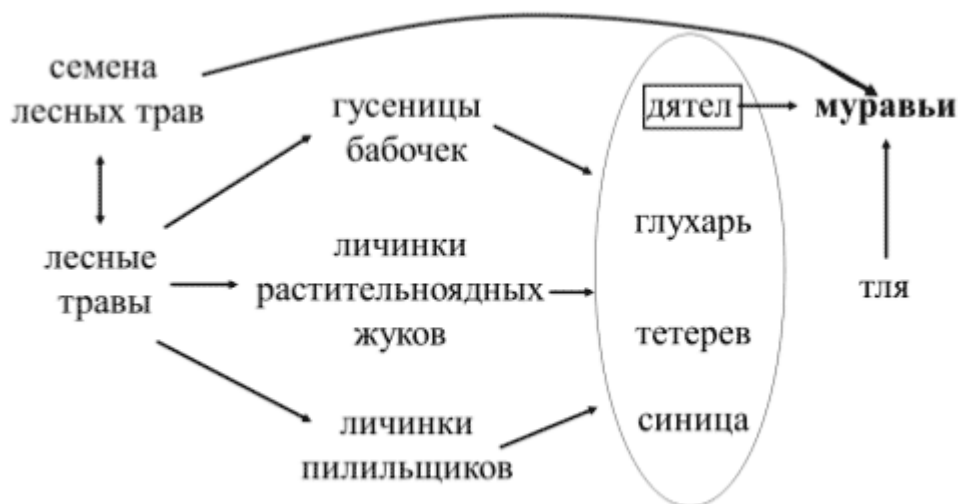 семена
лесных трав
гусеницы
бабочек
дятел
муравьи
глухарь
лесные
травы
личинки
растительноядных
жуков
тля
тетерев
синица
личинки
пилильщиков